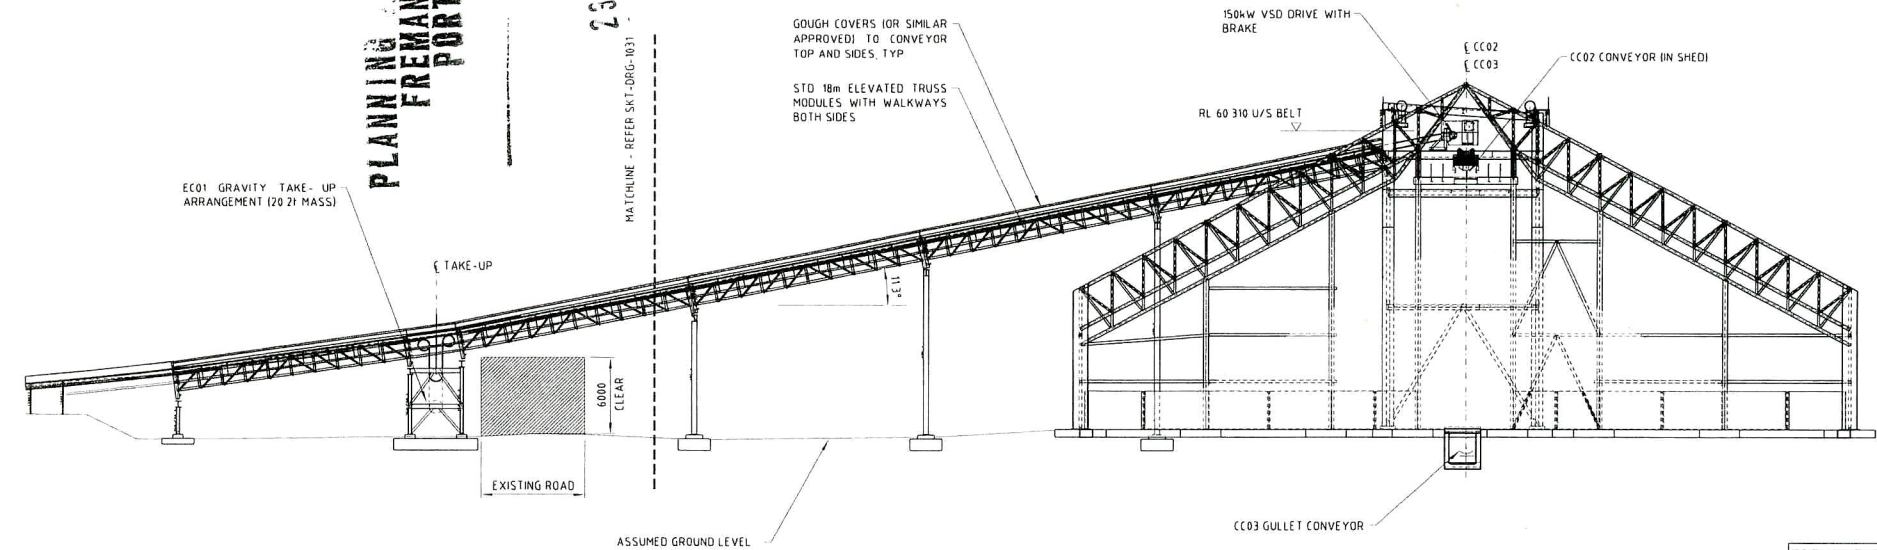 PLANNING
FREMAN
PORT
23
MATCHLINE - REFER SKT-DRG-1031
GOUGH COVERS (OR SIMILAR
APPROVED) TO CONVEYOR
TOP AND SIDES, TYP
STD 18m ELEVATED TRUSS
MODULES WITH WALKWAYS
BOTH SIDES
150kW VSD DRIVE WITH
BRAKE
℄ CC02
℄ CC03
CC02 CONVEYOR (IN SHED)
RL 60 310 U/S BELT
EC01 GRAVITY TAKE- UP
ARRANGEMENT (20 2t MASS)
℄ TAKE-UP
11 3°
6000
CLEAR
EXISTING ROAD
ASSUMED GROUND LEVEL
CC03 GULLET CONVEYOR